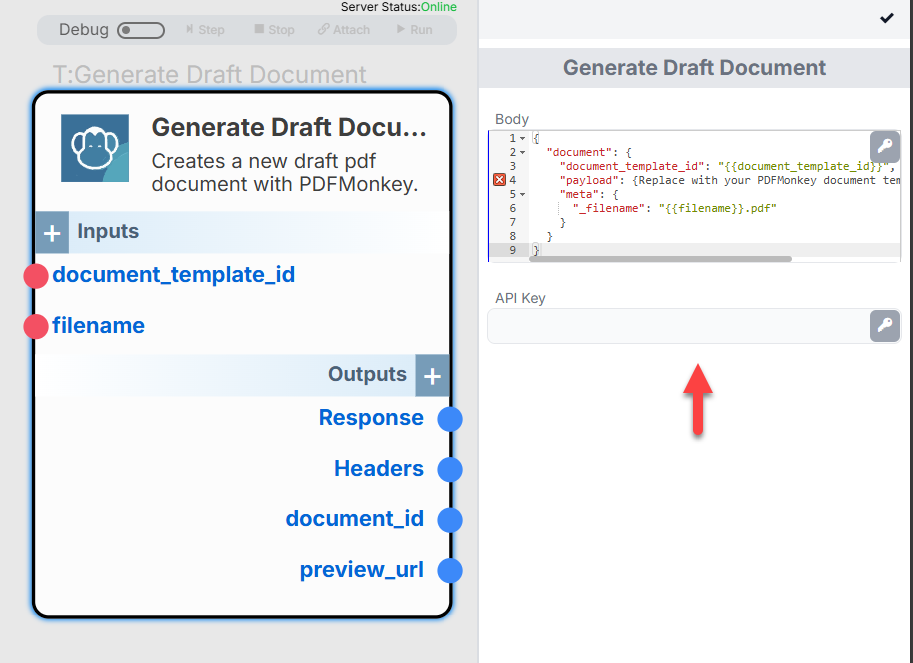 Server Status:Online
Debug Step Stop Attach Run
T:Generate Draft Document
Generate Draft Docu...
Creates a new draft pdf
document with PDFMonkey.
+ Inputs
document_template_id
filename
Outputs +
Response
Headers
document_id
preview_url
Generate Draft Document
Body
1 {
2 "document": {
3 "document_template_id": "{{document_template_id}}",
4 "payload": {Replace with your PDFMonkey document tem
5 "meta": {
6 "_filename": "{{filename}}.pdf"
7 }
8 }
9 }
API Key